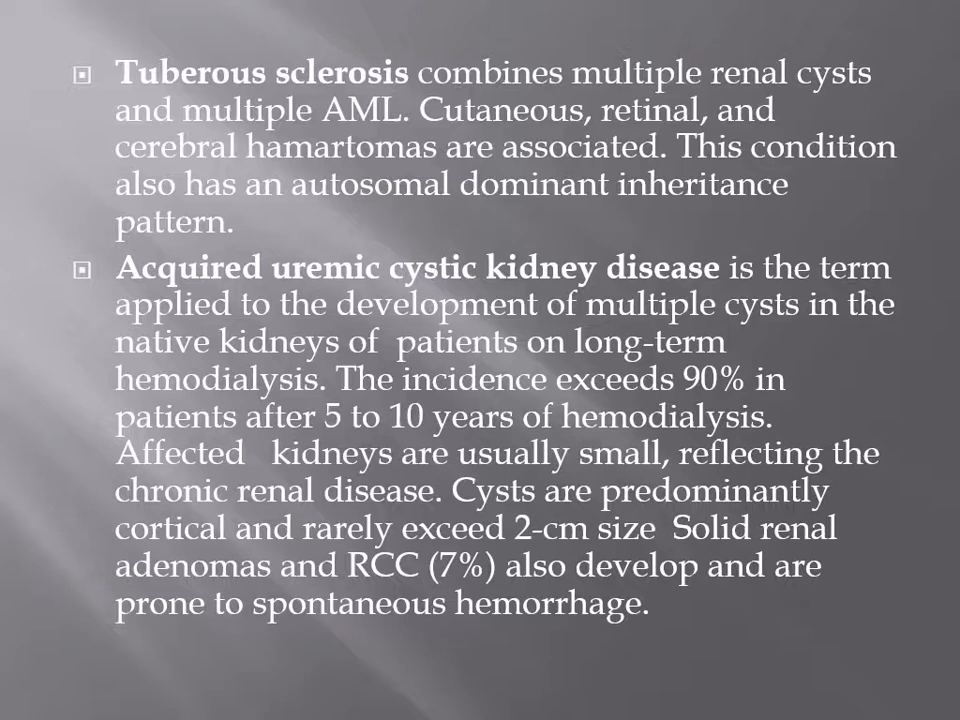 Tuberous sclerosis combines multiple renal cysts
and multiple AML. Cutaneous, retinal, and
cerebral hamartomas are associated. This condition
also has an autosomal dominant inheritance
pattern.
Acquired uremic cystic kidney disease is the term
applied to the development of multiple cysts in the
native kidneys of  patients on long-term
hemodialysis. The incidence exceeds 90% in
patients after 5 to 10 years of hemodialysis.
Affected   kidneys are usually small, reflecting the
chronic renal disease. Cysts are predominantly
cortical and rarely exceed 2-cm size  Solid renal
adenomas and RCC (7%) also develop and are
prone to spontaneous hemorrhage.